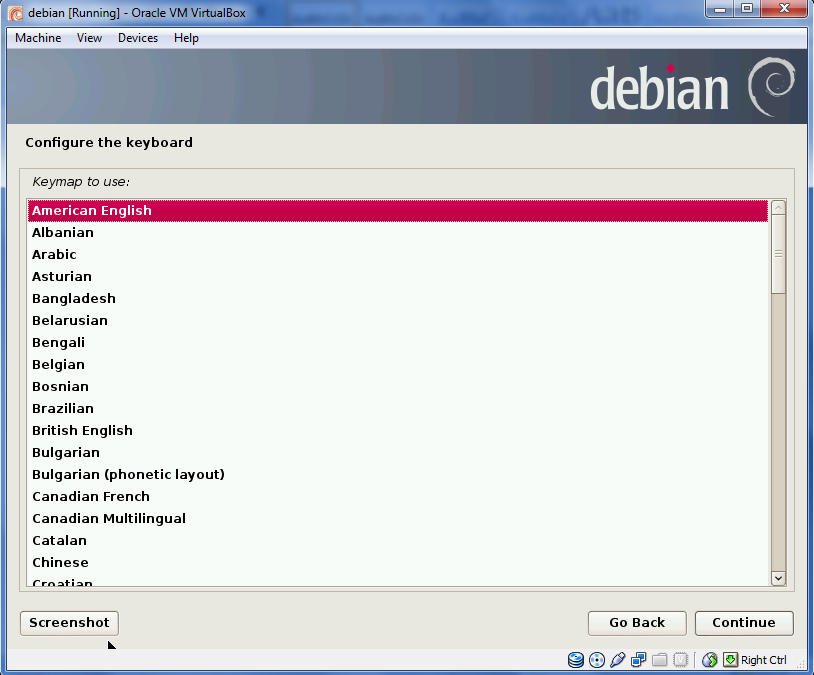 debian [Running] - Oracle VM VirtualBox
Machine View Devices Help
debian
Configure the keyboard
Keymap to use:
American English
Albanian
Arabic
Asturian
Bangladesh
Belarusian
Bengali
Belgian
Bosnian
Brazilian
British English
Bulgarian
Bulgarian (phonetic layout)
Canadian French
Canadian Multilingual
Catalan
Chinese
Croatian
Screenshot Go Back Continue
Right Ctrl